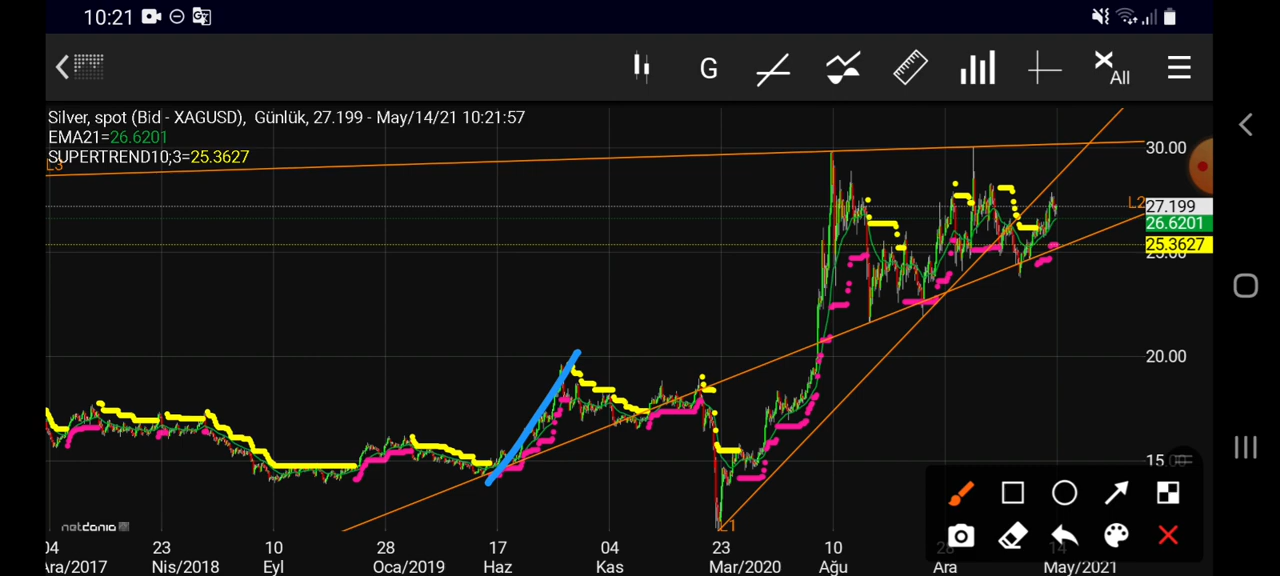 10:21
G
All
Silver, spot (Bid - XAGUSD), Günlük, 27.199 - May/14/21 10:21:57
EMA21=26.6201
SUPERTREND10;3=25.3627
L3
30.00
L2
27.199
26.6201
25.3627
20.00
L1
netdania
04 23 10 28 17 04 23 10 28 14
Ara/2017 Nis/2018 Eyl Oca/2019 Haz Kas Mar/2020 Ağu Ara May/2021